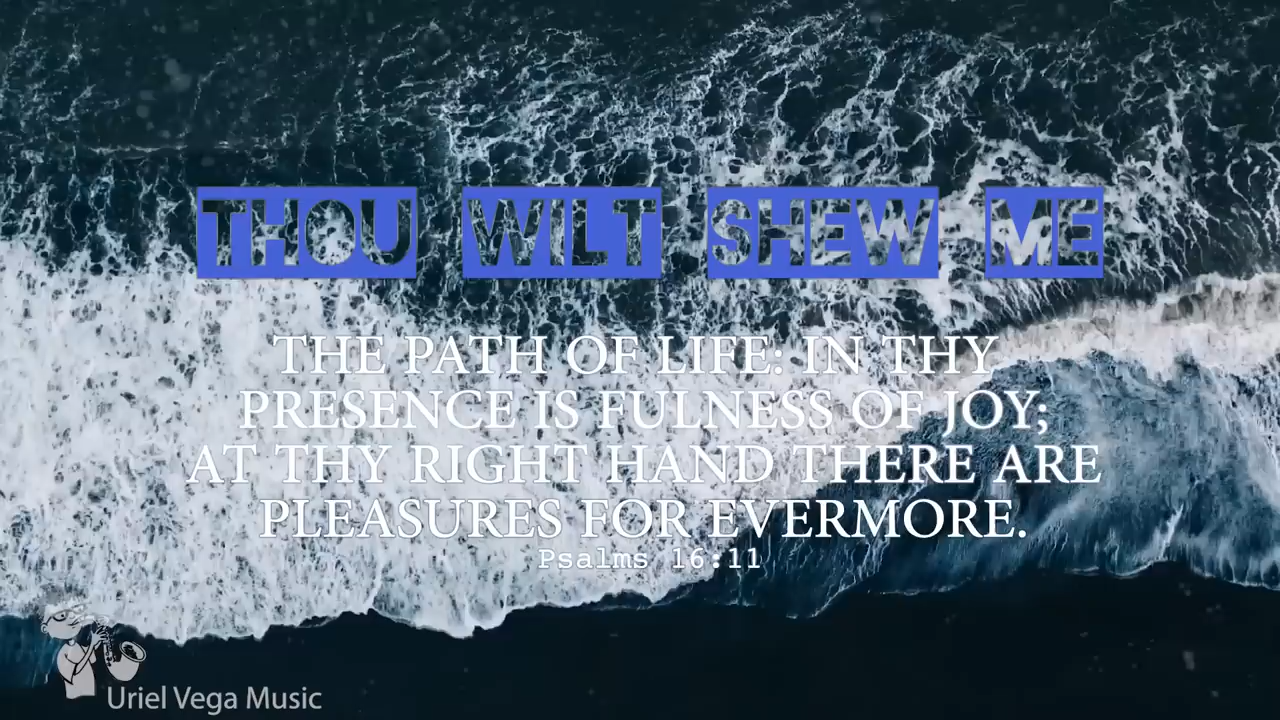 THOU WILT SHEW ME
THE PATH OF LIFE: IN THY
PRESENCE IS FULNESS OF JOY;
AT THY RIGHT HAND THERE ARE
PLEASURES FOR EVERMORE.
Psalms 16:11
Uriel Vega Music